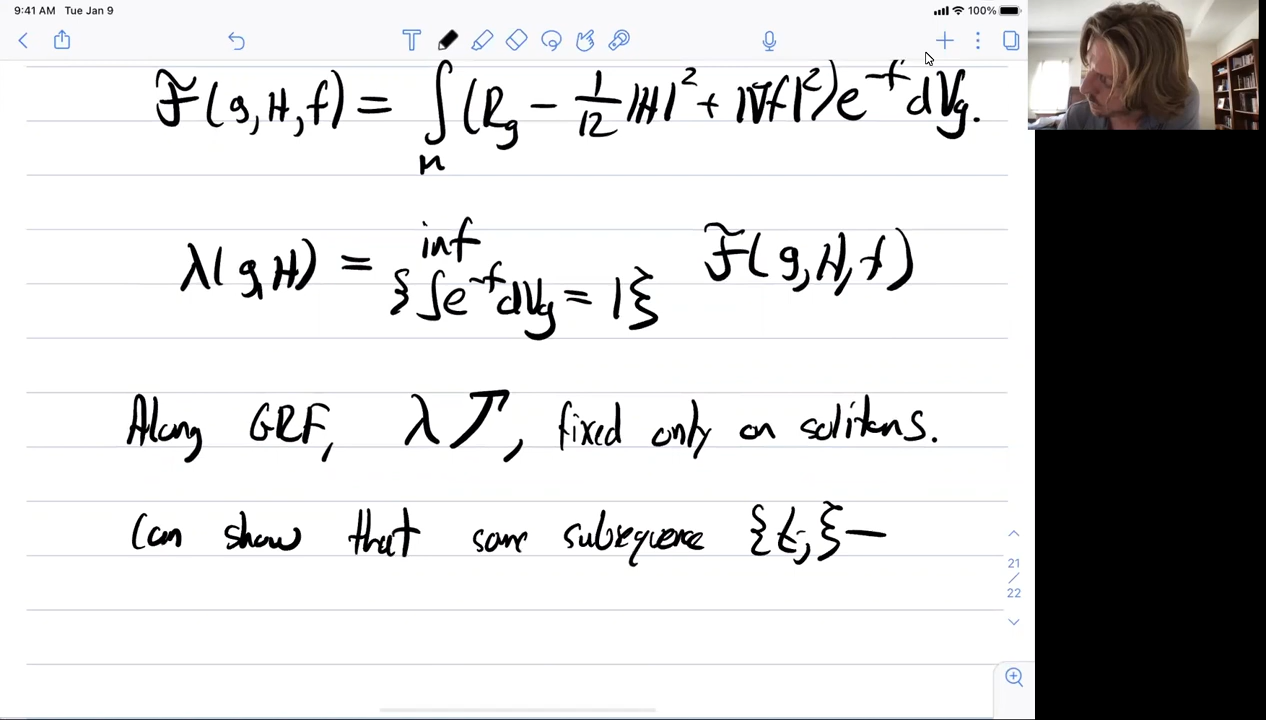 9:41 AM Tue Jan 9 100%
F(g, H, f) = ∫_M (R_g − 1/12 |H|² + |∇f|²) e^{−f} dV_g.
λ(g, H) = inf_{{∫ e^{−f} dV_g = 1}} F(g, H, f)
Along GRF, λ ↗, fixed only on solitons.
Can show that some subsequence {t_j} —
21
/
22